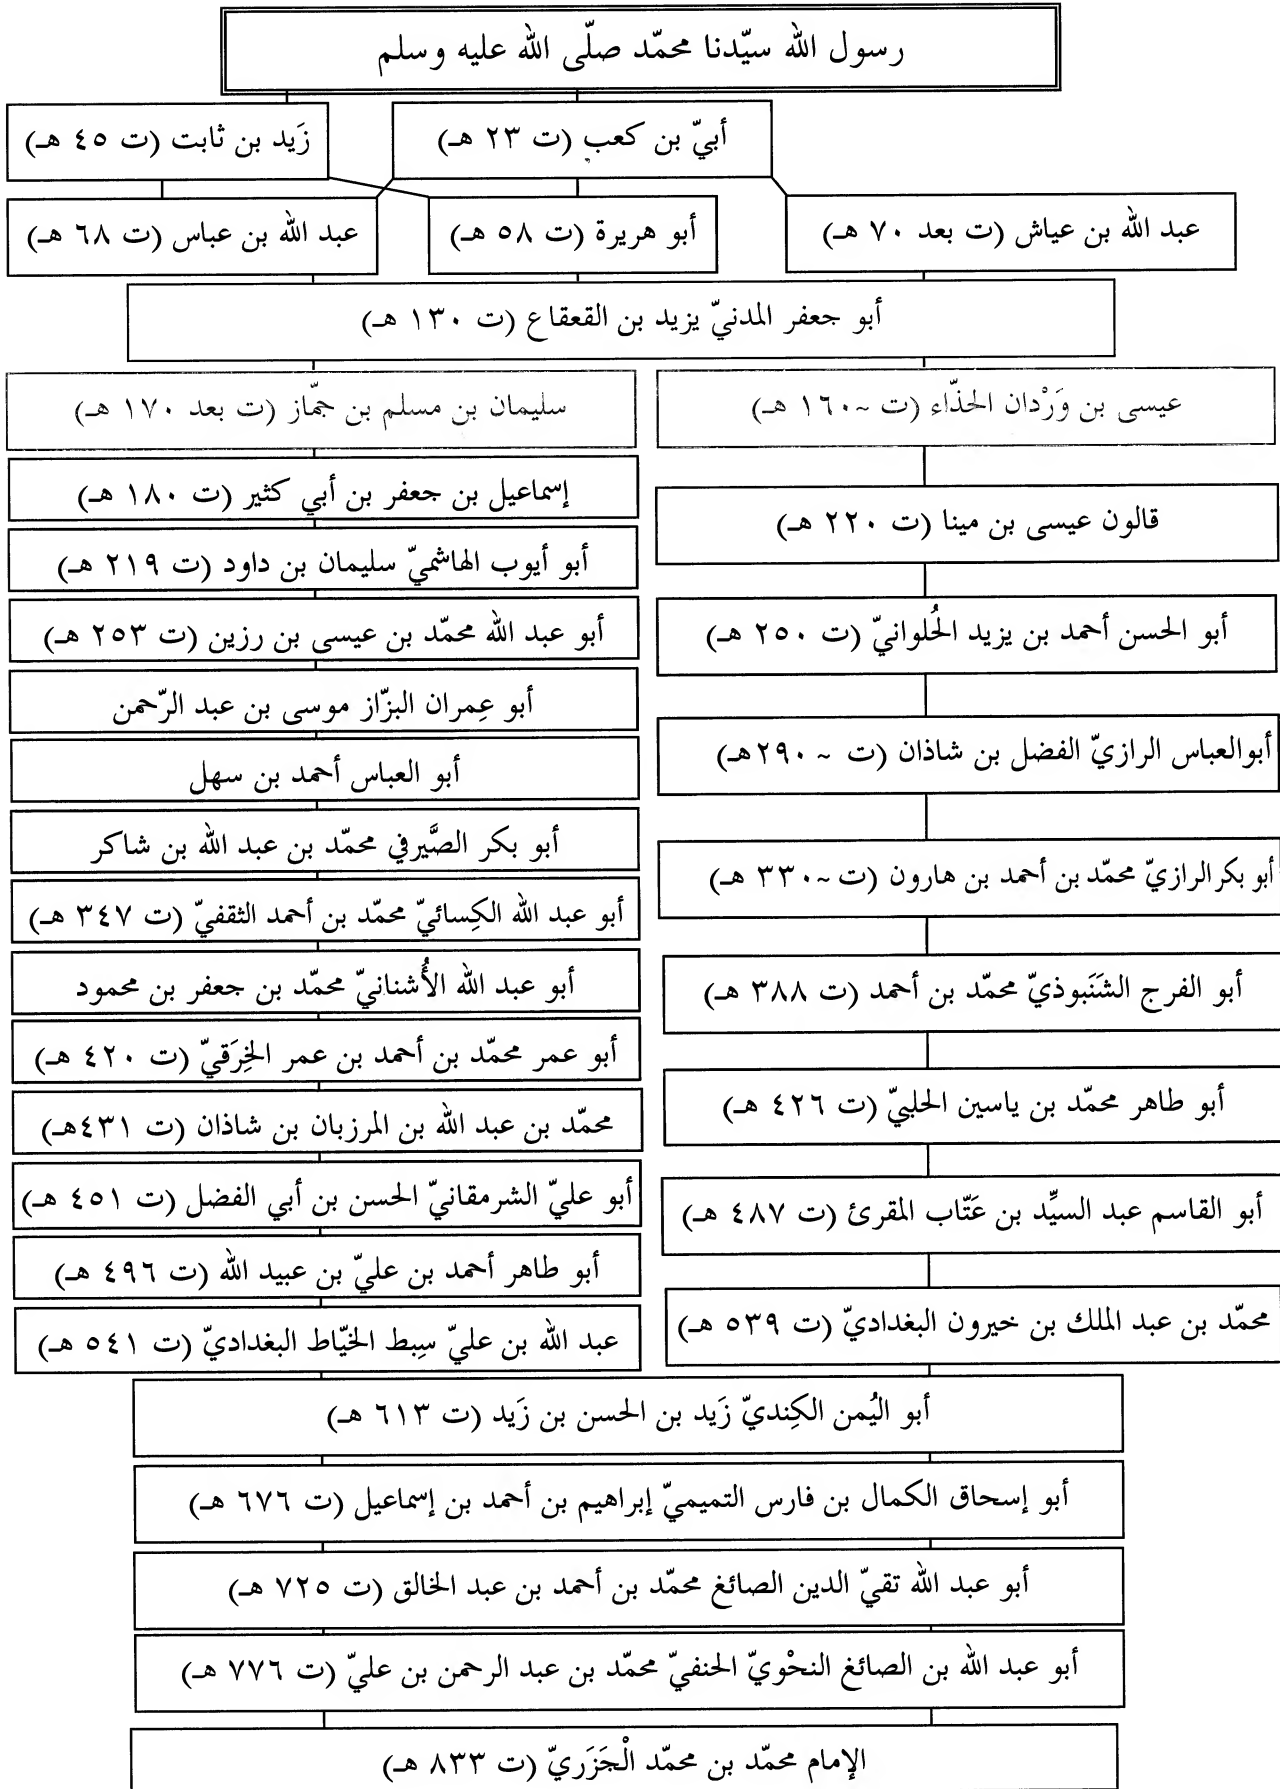 رسول الله سيّدنا محمّد صلّى الله عليه وسلم
أبيّ بن كعب (ت ٢٣ هـ)
زَيد بن ثابت (ت ٤٥ هـ)
عبد الله بن عياش (ت بعد ٧٠ هـ)
أبو هريرة (ت ٥٨ هـ)
عبد الله بن عباس (ت ٦٨ هـ)
أبو جعفر المدنيّ يزيد بن القعقاع (ت ١٣٠ هـ)
عيسى بن وَرْدان الحذّاء (ت ~١٦٠ هـ)
قالون عيسى بن مينا (ت ٢٢٠ هـ)
أبو الحسن أحمد بن يزيد الحُلوانيّ (ت ٢٥٠ هـ)
أبوالعباس الرازيّ الفضل بن شاذان (ت ~ ٢٩٠هـ)
أبو بكر الرازيّ محمّد بن أحمد بن هارون (ت ~٣٣٠ هـ)
أبو الفرج الشَنَبوذيّ محمّد بن أحمد (ت ٣٨٨ هـ)
أبو طاهر محمّد بن ياسين الحلبيّ (ت ٤٢٦ هـ)
أبو القاسم عبد السيِّد بن عَتّاب المقرئ (ت ٤٨٧ هـ)
محمّد بن عبد الملك بن خيرون البغداديّ (ت ٥٣٩ هـ)
سليمان بن مسلم بن جمّاز (ت بعد ١٧٠ هـ)
إسماعيل بن جعفر بن أبي كثير (ت ١٨٠ هـ)
أبو أيوب الهاشميّ سليمان بن داود (ت ٢١٩ هـ)
أبو عبد الله محمّد بن عيسى بن رزين (ت ٢٥٣ هـ)
أبو عِمران البزّاز موسى بن عبد الرّحمن
أبو العباس أحمد بن سهل
أبو بكر الصَّيرفي محمّد بن عبد الله بن شاكر
أبو عبد الله الكِسائيّ محمّد بن أحمد الثقفيّ (ت ٣٤٧ هـ)
أبو عبد الله الأُشنانيّ محمّد بن جعفر بن محمود
أبو عمر محمّد بن أحمد بن عمر الخِرَقيّ (ت ٤٢٠ هـ)
محمّد بن عبد الله بن المرزبان بن شاذان (ت ٤٣١هـ)
أبو عليّ الشرمقانيّ الحسن بن أبي الفضل (ت ٤٥١ هـ)
أبو طاهر أحمد بن عليّ بن عبيد الله (ت ٤٩٦ هـ)
عبد الله بن عليّ سِبط الخيّاط البغداديّ (ت ٥٤١ هـ)
أبو اليُمن الكِنديّ زَيد بن الحسن بن زَيد (ت ٦١٣ هـ)
أبو إسحاق الكمال بن فارس التميميّ إبراهيم بن أحمد بن إسماعيل (ت ٦٧٦ هـ)
أبو عبد الله تقيّ الدين الصائغ محمّد بن أحمد بن عبد الخالق (ت ٧٢٥ هـ)
أبو عبد الله بن الصائغ النحْويّ الحنفيّ محمّد بن عبد الرحمن بن عليّ (ت ٧٧٦ هـ)
الإمام محمّد بن محمّد الْجَزَريّ (ت ٨٣٣ هـ)